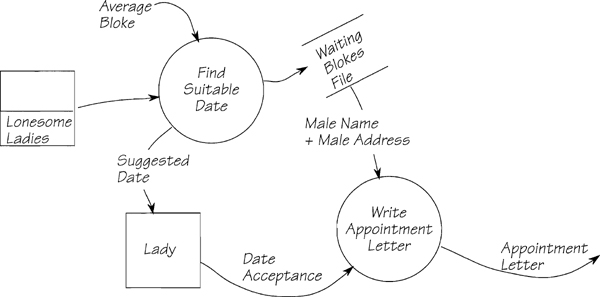 Average
Bloke
Find
Suitable
Date
Waiting
Blokes
File
Lonesome
Ladies
Male Name
+ Male Address
Suggested
Date
Lady
Date
Acceptance
Write
Appointment
Letter
Appointment
Letter